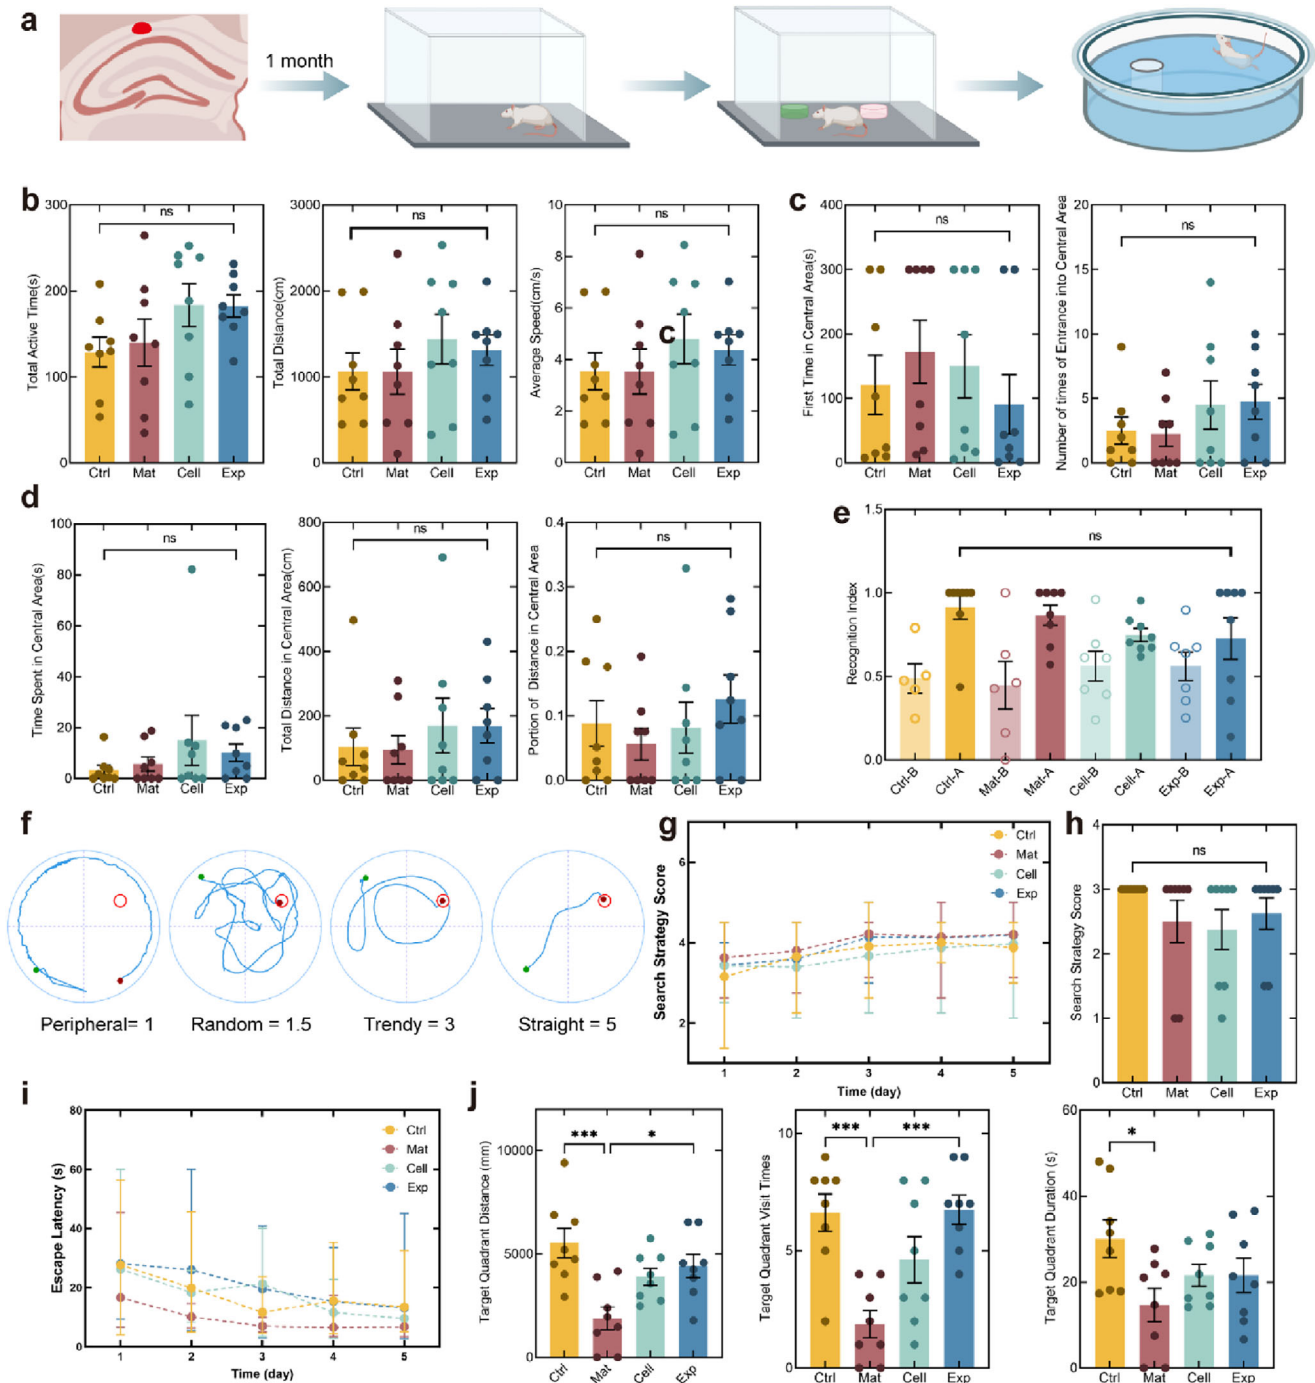 a
1 month
b
Total Active Time(s)
300
200
100
0
ns
Ctrl
Mat
Cell
Exp
Total Distance(cm)
3000
2000
1000
0
ns
Ctrl
Mat
Cell
Exp
Average Speed(cm/s)
10
8
6
4
2
0
ns
C
Ctrl
Mat
Cell
Exp
c
First Time in Central Area(s)
400
300
200
100
0
ns
Ctrl
Mat
Cell
Exp
Number of times of Entrance into Central Area
20
15
10
5
0
ns
Ctrl
Mat
Cell
Exp
d
Time Spent in Central Area(s)
100
80
60
40
20
0
ns
Ctrl
Mat
Cell
Exp
Total Distance in Central Area(cm)
800
600
400
200
0
ns
Ctrl
Mat
Cell
Exp
Portion of Distance in Central Area
0.4
0.3
0.2
0.1
0.0
ns
Ctrl
Mat
Cell
Exp
e
Recognition Index
1.5
1.0
0.5
0.0
ns
Ctrl-B
Ctrl-A
Mat-B
Mat-A
Cell-B
Cell-A
Exp-B
Exp-A
f
Peripheral= 1
Random = 1.5
Trendy = 3
Straight = 5
g
Search Strategy Score
6
4
2
Ctrl
Mat
Cell
Exp
1
2
3
4
5
Time (day)
h
Search Strategy Score
4
3
2
1
0
ns
Ctrl
Mat
Cell
Exp
i
Escape Latency (s)
80
60
40
20
0
Ctrl
Mat
Cell
Exp
1
2
3
4
5
Time (day)
j
Target Quadrant Distance (mm)
10000
5000
0
***
*
Ctrl
Mat
Cell
Exp
Target Quadrant Visit Times
10
5
0
***
***
Ctrl
Mat
Cell
Exp
Target Quadrant Duration (s)
60
40
20
0
*
Ctrl
Mat
Cell
Exp